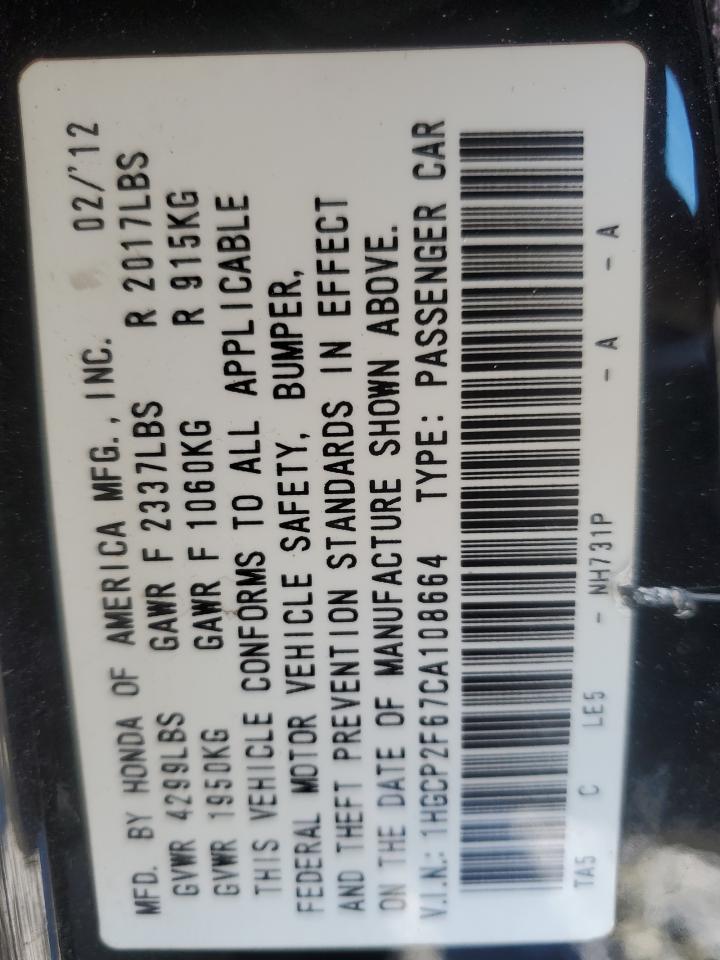 MFD. BY HONDA OF AMERICA MFG., INC. 02/'12
GVWR 4299LBS GAWR F 2337LBS R 2017LBS
GVWR 1950KG GAWR F 1060KG R 915KG
THIS VEHICLE CONFORMS TO ALL APPLICABLE
FEDERAL MOTOR VEHICLE SAFETY, BUMPER,
AND THEFT PREVENTION STANDARDS IN EFFECT
ON THE DATE OF MANUFACTURE SHOWN ABOVE.
V.I.N.: 1HGCP2F67CA108664 TYPE: PASSENGER CAR
TA5 C LE5 - NH731P - A - A